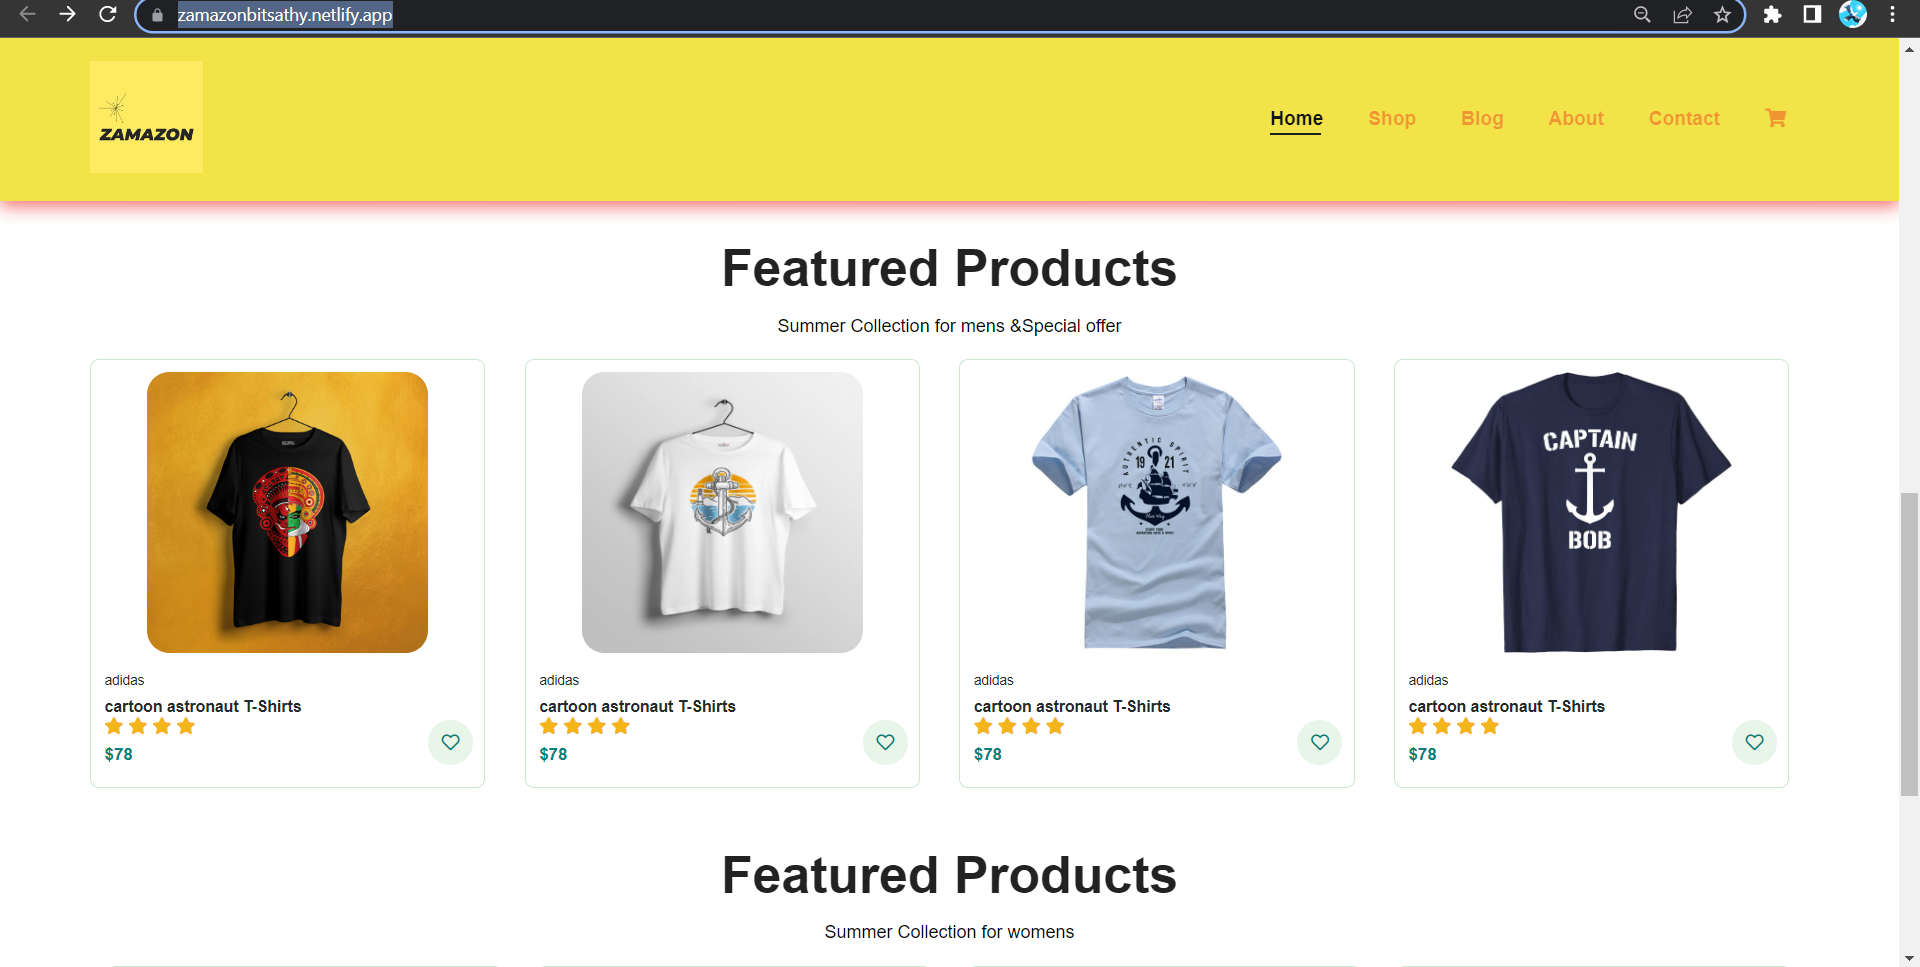 zamazonbitsathy.netlify.app
ZAMAZON
Home Shop Blog About Contact
Featured Products
Summer Collection for mens &Special offer
AUTHENTIC SPIRIT
19 21
CAPTAIN
BOB
adidas
cartoon astronaut T-Shirts
$78
adidas
cartoon astronaut T-Shirts
$78
adidas
cartoon astronaut T-Shirts
$78
adidas
cartoon astronaut T-Shirts
$78
Featured Products
Summer Collection for womens